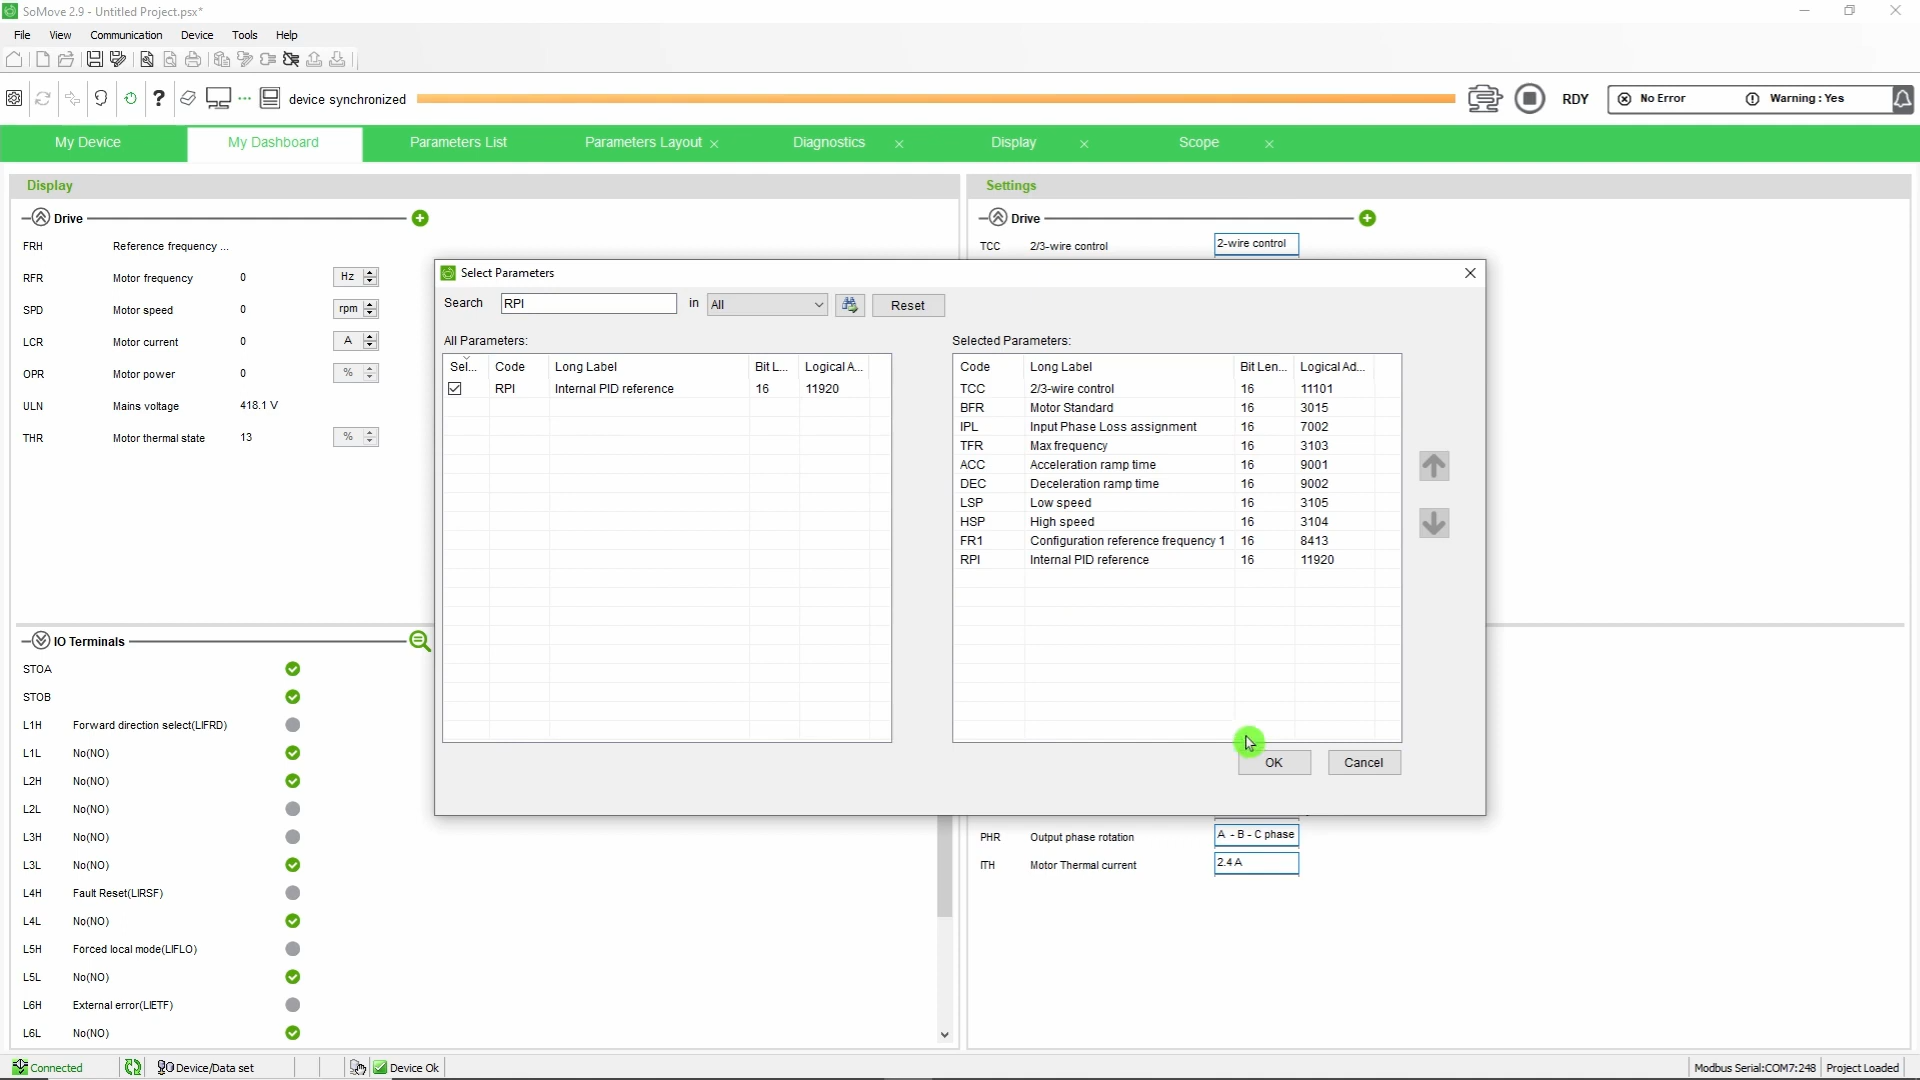 SoMove 2.9 - Untitled Project.psx*
File View Communication Device Tools Help
device synchronized
RDY
No Error
Warning : Yes
My Device
My Dashboard
Parameters List
Parameters Layout
Diagnostics
Display
Scope
Display
Drive
FRH Reference frequency ...
RFR Motor frequency 0 Hz
SPD Motor speed 0 rpm
LCR Motor current 0 A
OPR Motor power 0 %
ULN Mains voltage 418.1 V
THR Motor thermal state 13 %
IO Terminals
STOA
STOB
L1H Forward direction select(LIFRD)
L1L No(NO)
L2H No(NO)
L2L No(NO)
L3H No(NO)
L3L No(NO)
L4H Fault Reset(LIRSF)
L4L No(NO)
L5H Forced local mode(LIFLO)
L5L No(NO)
L6H External error(LIETF)
L6L No(NO)
Settings
Drive
TCC 2/3-wire control 2-wire control
Select Parameters
Search RPI in All Reset
All Parameters:
Sel... Code Long Label Bit L... Logical A...
RPI Internal PID reference 16 11920
Selected Parameters:
Code Long Label Bit Len... Logical Ad...
TCC 2/3-wire control 16 11101
BFR Motor Standard 16 3015
IPL Input Phase Loss assignment 16 7002
TFR Max frequency 16 3103
ACC Acceleration ramp time 16 9001
DEC Deceleration ramp time 16 9002
LSP Low speed 16 3105
HSP High speed 16 3104
FR1 Configuration reference frequency 1 16 8413
RPI Internal PID reference 16 11920
OK
Cancel
PHR Output phase rotation A - B - C phase
ITH Motor Thermal current 2.4 A
Connected
Device/Data set
Device Ok
Modbus Serial:COM7:248
Project Loaded